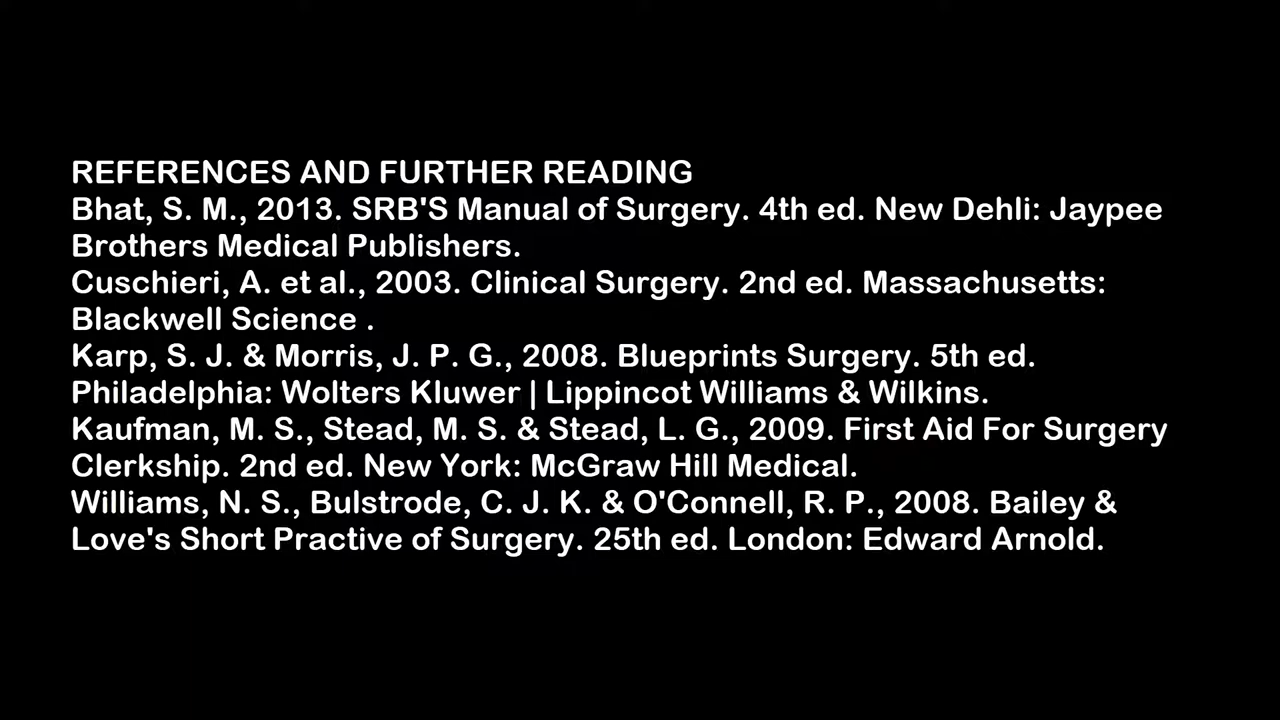 REFERENCES AND FURTHER READING
Bhat, S. M., 2013. SRB'S Manual of Surgery. 4th ed. New Dehli: Jaypee
Brothers Medical Publishers.
Cuschieri, A. et al., 2003. Clinical Surgery. 2nd ed. Massachusetts:
Blackwell Science .
Karp, S. J. & Morris, J. P. G., 2008. Blueprints Surgery. 5th ed.
Philadelphia: Wolters Kluwer | Lippincot Williams & Wilkins.
Kaufman, M. S., Stead, M. S. & Stead, L. G., 2009. First Aid For Surgery
Clerkship. 2nd ed. New York: McGraw Hill Medical.
Williams, N. S., Bulstrode, C. J. K. & O'Connell, R. P., 2008. Bailey &
Love's Short Practive of Surgery. 25th ed. London: Edward Arnold.